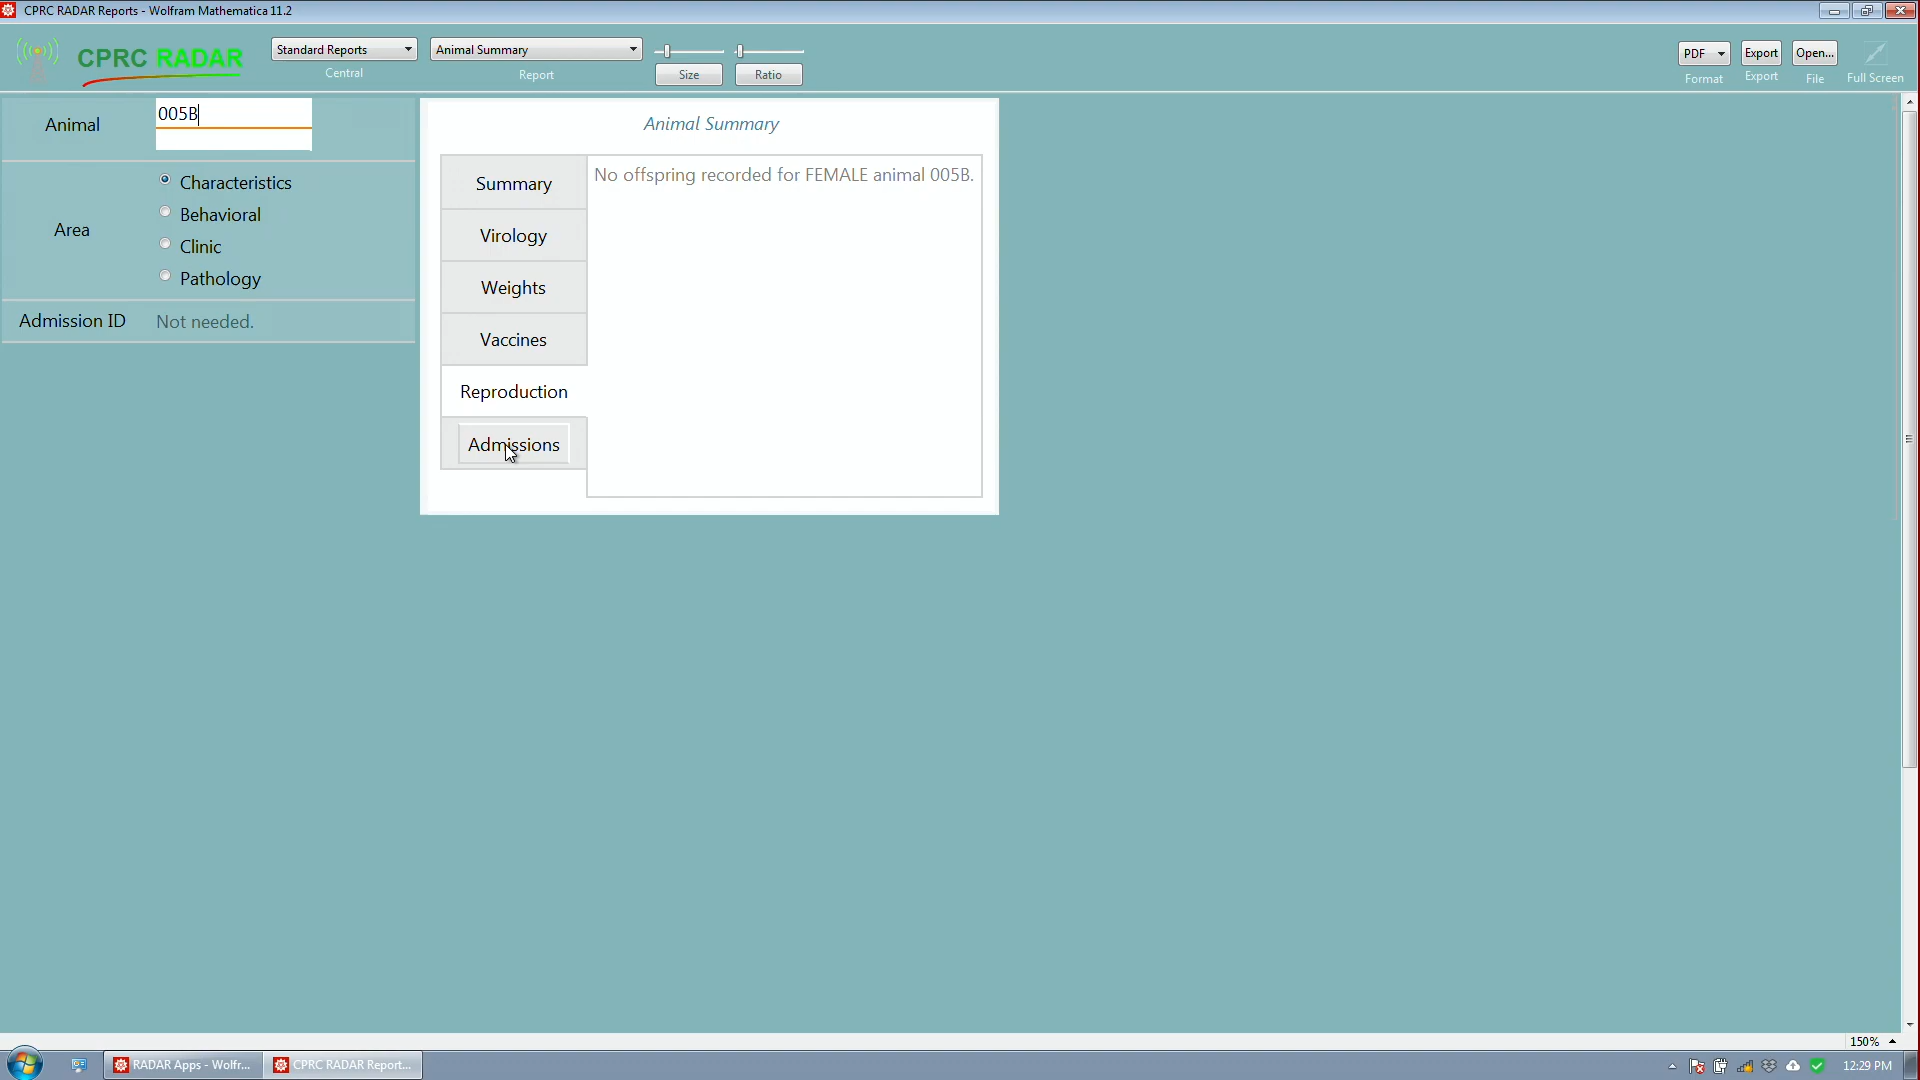 CPRC RADAR Reports - Wolfram Mathematica 11.2
CPRC RADAR
Standard Reports
Central
Animal Summary
Report
Size
Ratio
PDF
Format
Export
Export
Open...
File
Full Screen
Animal
005B
Area
Characteristics
Behavioral
Clinic
Pathology
Admission ID
Not needed.
Animal Summary
Summary
Virology
Weights
Vaccines
Reproduction
Admissions
No offspring recorded for FEMALE animal 005B.
150%
RADAR Apps - Wolfr...
CPRC RADAR Report...
12:29 PM